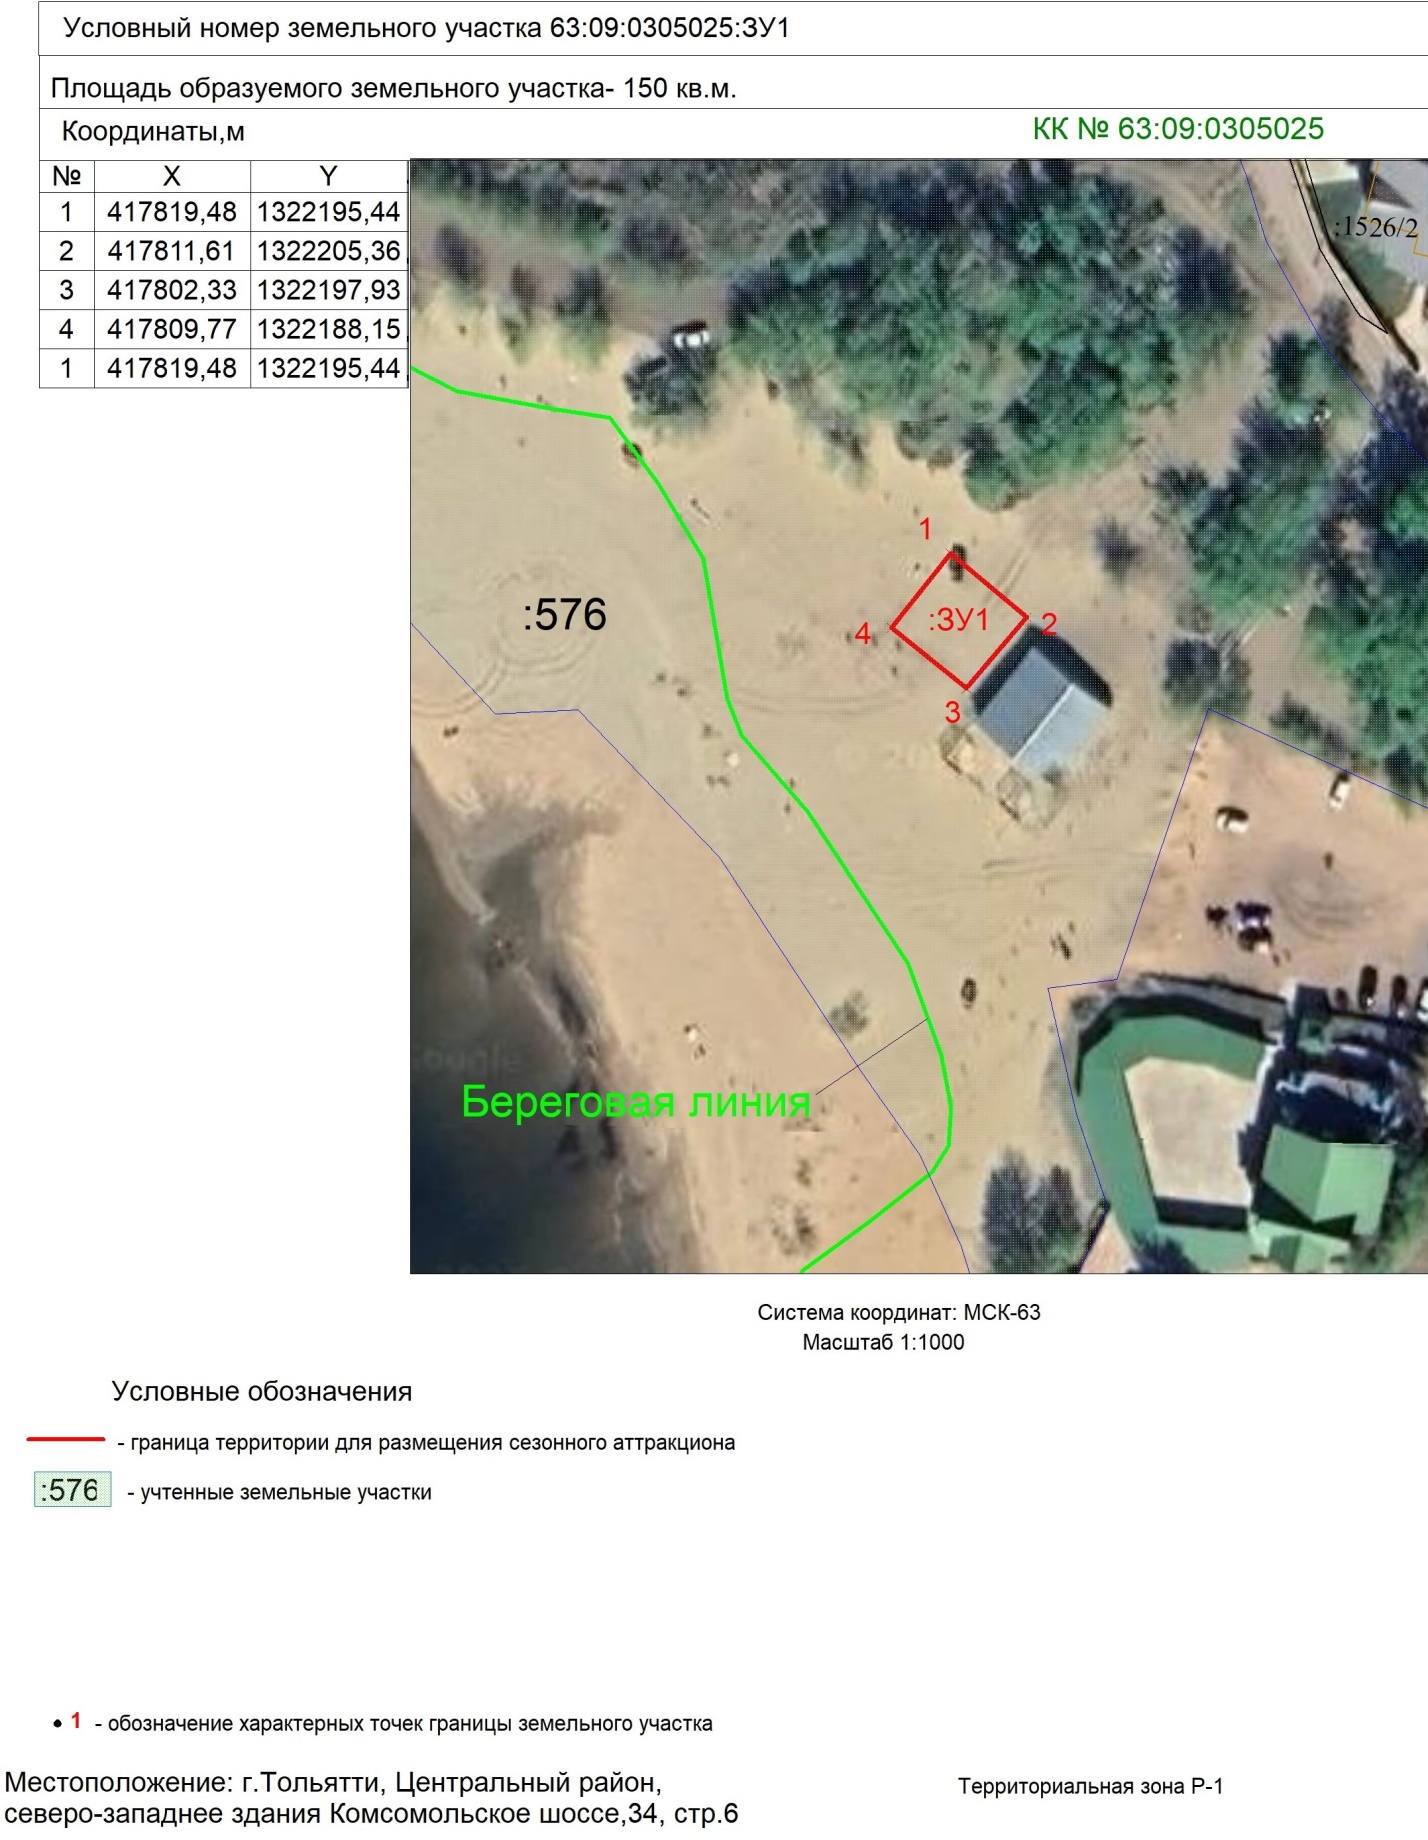 Условный номер земельного участка 63:09:0305025:ЗУ1
Площадь образуемого земельного участка- 150 кв.м.
Координаты,м
КК № 63:09:0305025
№ X Y
1 417819,48 1322195,44
2 417811,61 1322205,36
3 417802,33 1322197,93
4 417809,77 1322188,15
1 417819,48 1322195,44
:1526/2
1
:576
:ЗУ1
2
4
3
Береговая линия
Система координат: МСК-63
Масштаб 1:1000
Условные обозначения
- граница территории для размещения сезонного аттракциона
:576 - учтенные земельные участки
1 - обозначение характерных точек границы земельного участка
Местоположение: г.Тольятти, Центральный район,
северо-западнее здания Комсомольское шоссе,34, стр.6
Территориальная зона Р-1